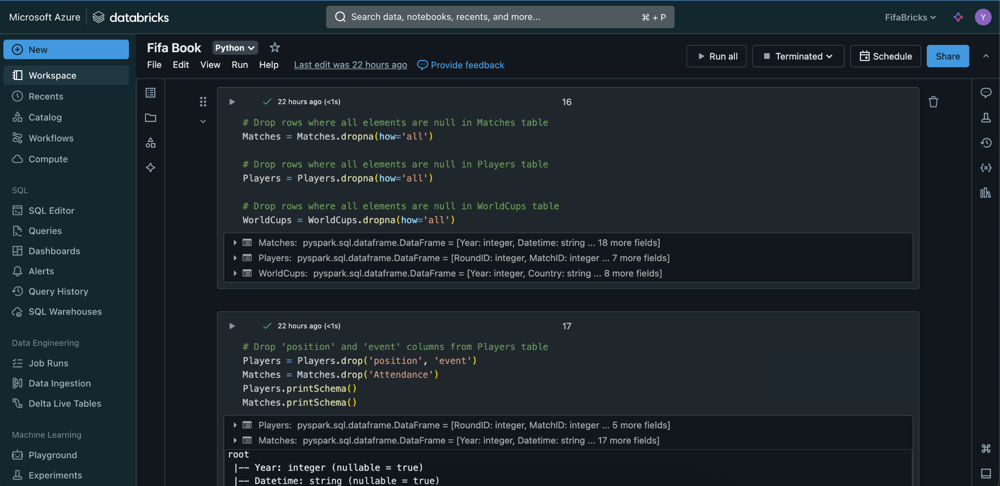 Microsoft Azure databricks
Search data, notebooks, recents, and more...
⌘ + P
FifaBricks
Y
New
Workspace
Recents
Catalog
Workflows
Compute
SQL
SQL Editor
Queries
Dashboards
Alerts
Query History
SQL Warehouses
Data Engineering
Job Runs
Data Ingestion
Delta Live Tables
Machine Learning
Playground
Experiments
Fifa Book Python
File Edit View Run Help Last edit was 22 hours ago Provide feedback
Run all
Terminated
Schedule
Share
22 hours ago (<1s)
16
# Drop rows where all elements are null in Matches table
Matches = Matches.dropna(how='all')
# Drop rows where all elements are null in Players table
Players = Players.dropna(how='all')
# Drop rows where all elements are null in WorldCups table
WorldCups = WorldCups.dropna(how='all')
Matches: pyspark.sql.dataframe.DataFrame = [Year: integer, Datetime: string ... 18 more fields]
Players: pyspark.sql.dataframe.DataFrame = [RoundID: integer, MatchID: integer ... 7 more fields]
WorldCups: pyspark.sql.dataframe.DataFrame = [Year: integer, Country: string ... 8 more fields]
22 hours ago (<1s)
17
# Drop 'position' and 'event' columns from Players table
Players = Players.drop('position', 'event')
Matches = Matches.drop('Attendance')
Players.printSchema()
Matches.printSchema()
Players: pyspark.sql.dataframe.DataFrame = [RoundID: integer, MatchID: integer ... 5 more fields]
Matches: pyspark.sql.dataframe.DataFrame = [Year: integer, Datetime: string ... 17 more fields]
root
|-- Year: integer (nullable = true)
|-- Datetime: string (nullable = true)